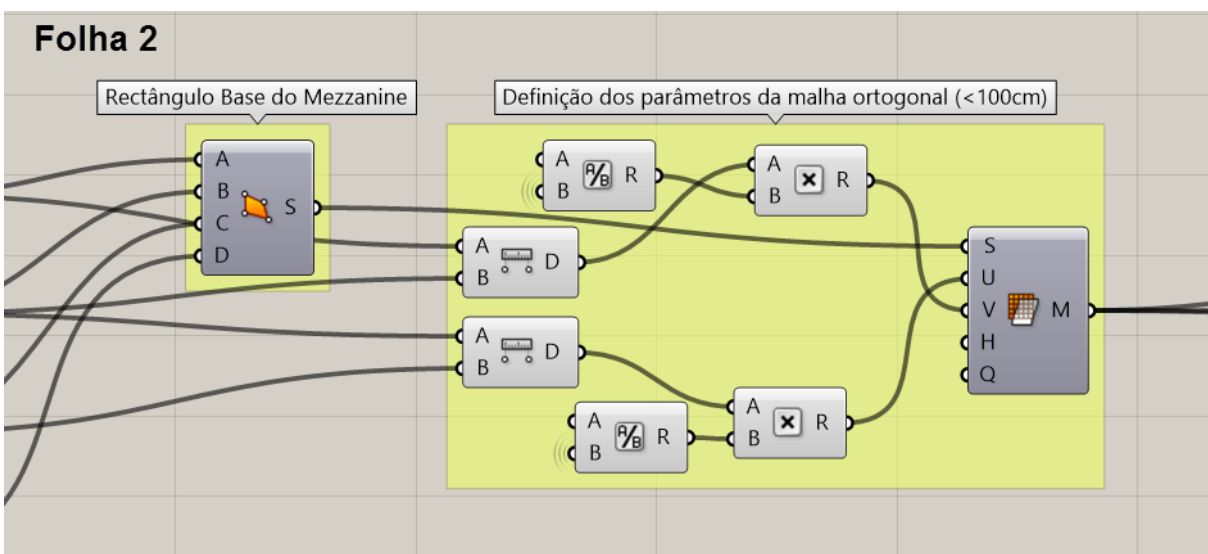 Folha 2
Rectângulo Base do Mezzanine
Definição dos parâmetros da malha ortogonal (<100cm)
A
B
C
D
S
A
B
A/B
R
A
B
×
R
A
B
D
A
B
D
A
B
A/B
R
A
B
×
R
S
U
V
H
Q
M